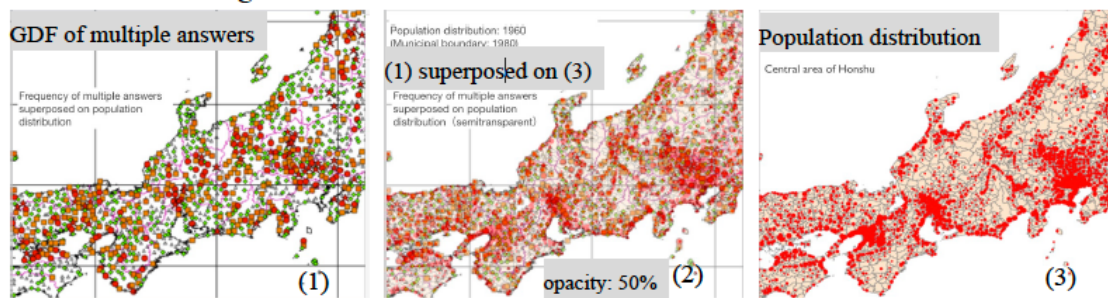 GDF of multiple answers
Frequency of multiple answers
superposed on population
distribution
(1)
Population distribution: 1960
(Municipal boundary: 1980)
(1) superposed on (3)
Frequency of multiple answers
superposed on population
distribution (semitransparent)
opacity: 50%
(2)
Population distribution
Central area of Honshu
(3)